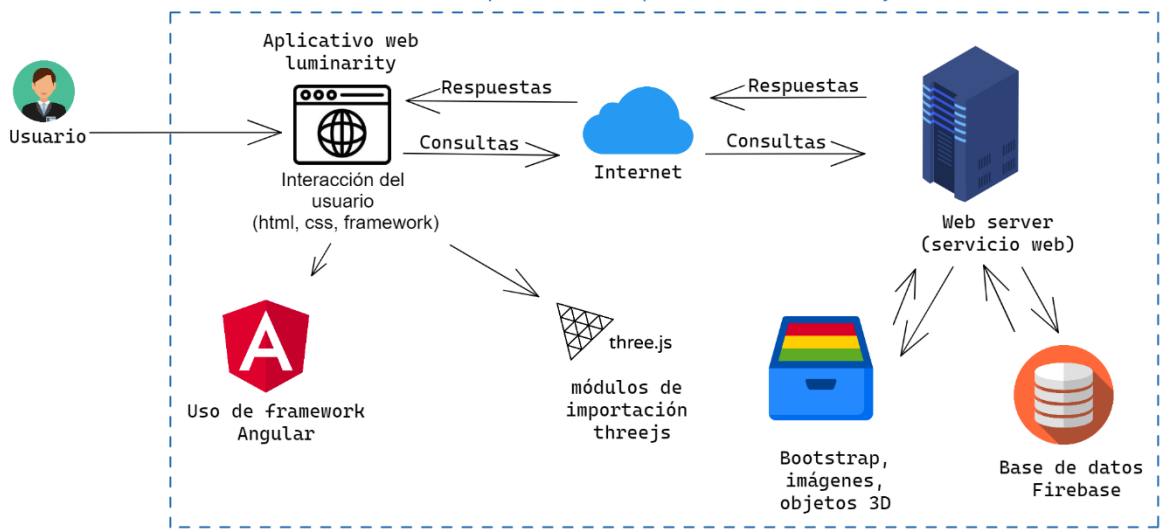 Aplicativo web
luminarity
Usuario
Respuestas
Consultas
Internet
Respuestas
Consultas
Interacción del
usuario
(html, css, framework)
Web server
(servicio web)
Uso de framework
Angular
three.js
módulos de
importación
threejs
Bootstrap,
imágenes,
objetos 3D
Base de datos
Firebase